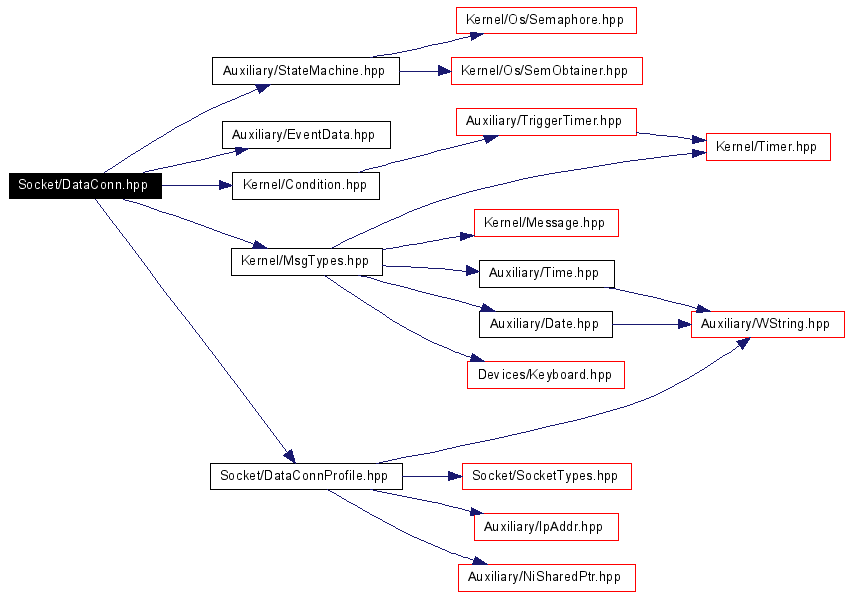 Kernel/Os/Semaphore.hpp
Auxiliary/StateMachine.hpp
Kernel/Os/SemObtainer.hpp
Auxiliary/TriggerTimer.hpp
Auxiliary/EventData.hpp
Kernel/Timer.hpp
Socket/DataConn.hpp
Kernel/Condition.hpp
Kernel/Message.hpp
Kernel/MsgTypes.hpp
Auxiliary/Time.hpp
Auxiliary/Date.hpp
Auxiliary/WString.hpp
Devices/Keyboard.hpp
Socket/DataConnProfile.hpp
Socket/SocketTypes.hpp
Auxiliary/IpAddr.hpp
Auxiliary/NiSharedPtr.hpp